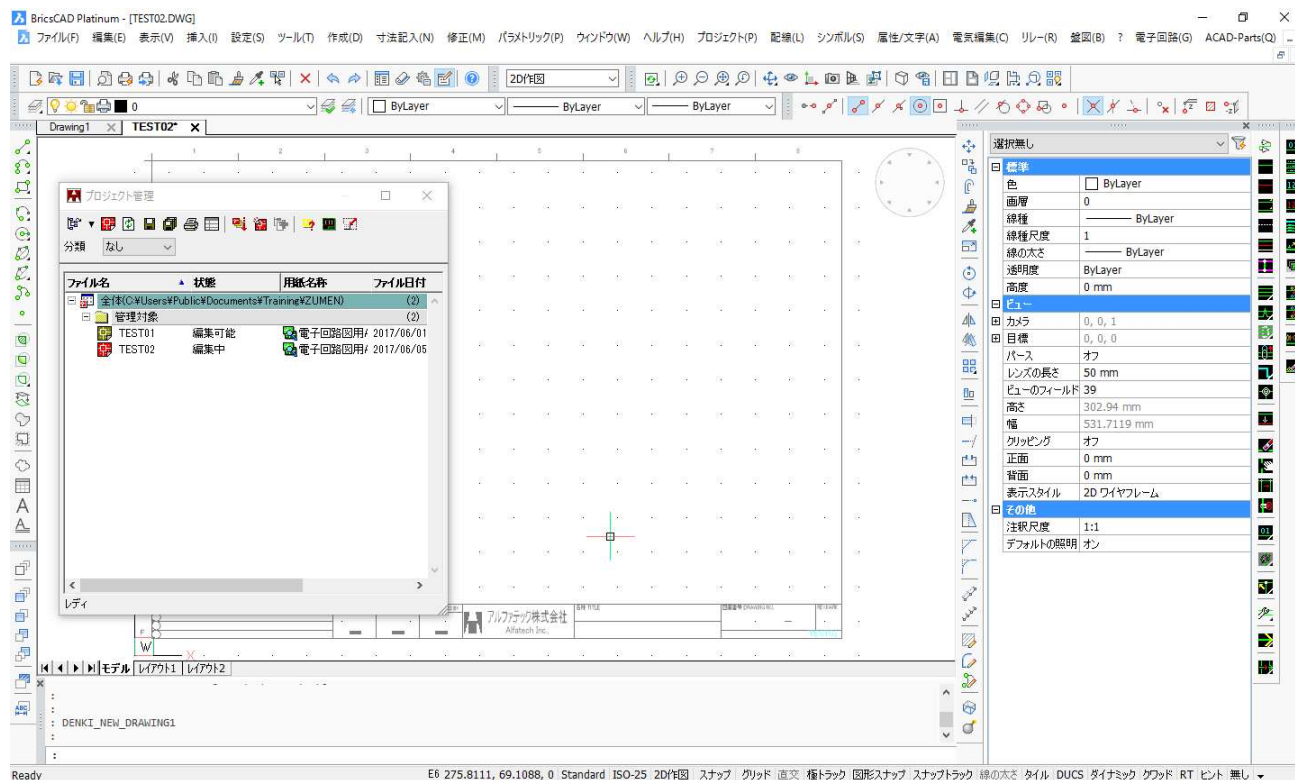 BricsCAD Platinum - [TEST02.DWG]
ファイル(F) 編集(E) 表示(V) 挿入(I) 設定(S) ツール(T) 作成(D) 寸法記入(N) 修正(M) パラメトリック(P) ウィンドウ(W) ヘルプ(H) プロジェクト(P) 配線(L) シンボル(S) 属性/文字(A) 電気編集(C) リレー(R) 盤図(B) ? 電子回路(G) ACAD-Parts(Q)
2D作図
0 ByLayer ByLayer ByLayer
Drawing1 TEST02*
1 2 3 4 5 6 7 8
プロジェクト管理
分類 なし
ファイル名 状態 用紙名称 ファイル日付
全体(C:¥Users¥Public¥Documents¥Training¥ZUMEN) (2)
管理対象 (2)
TEST01 編集可能 電子回路図用 2017/06/01
TEST02 編集中 電子回路図用 2017/06/05
レディ
アルファテック株式会社
Alfatech Inc.
F
W
X
選択無し
標準
色 ByLayer
画層 0
線種 ByLayer
線種尺度 1
線の太さ ByLayer
透明度 ByLayer
高度 0 mm
ビュー
カメラ 0, 0, 1
目標 0, 0, 0
パース オフ
レンズの長さ 50 mm
ビューのフィールド 39
高さ 302.94 mm
幅 531.7119 mm
クリッピング オフ
正面 0 mm
背面 0 mm
表示スタイル 2D ワイヤフレーム
その他
注釈尺度 1:1
デフォルトの照明 オン
モデル レイアウト1 レイアウト2
:
:
: DENKI_NEW_DRAWING1
:
:
Ready E6 275.8111, 69.1088, 0 Standard ISO-25 2D作図 スナップ グリッド 直交 極トラック 図形スナップ スナップトラック 線の太さ タイル DUCS ダイナミック クワッド RT ヒント 無し